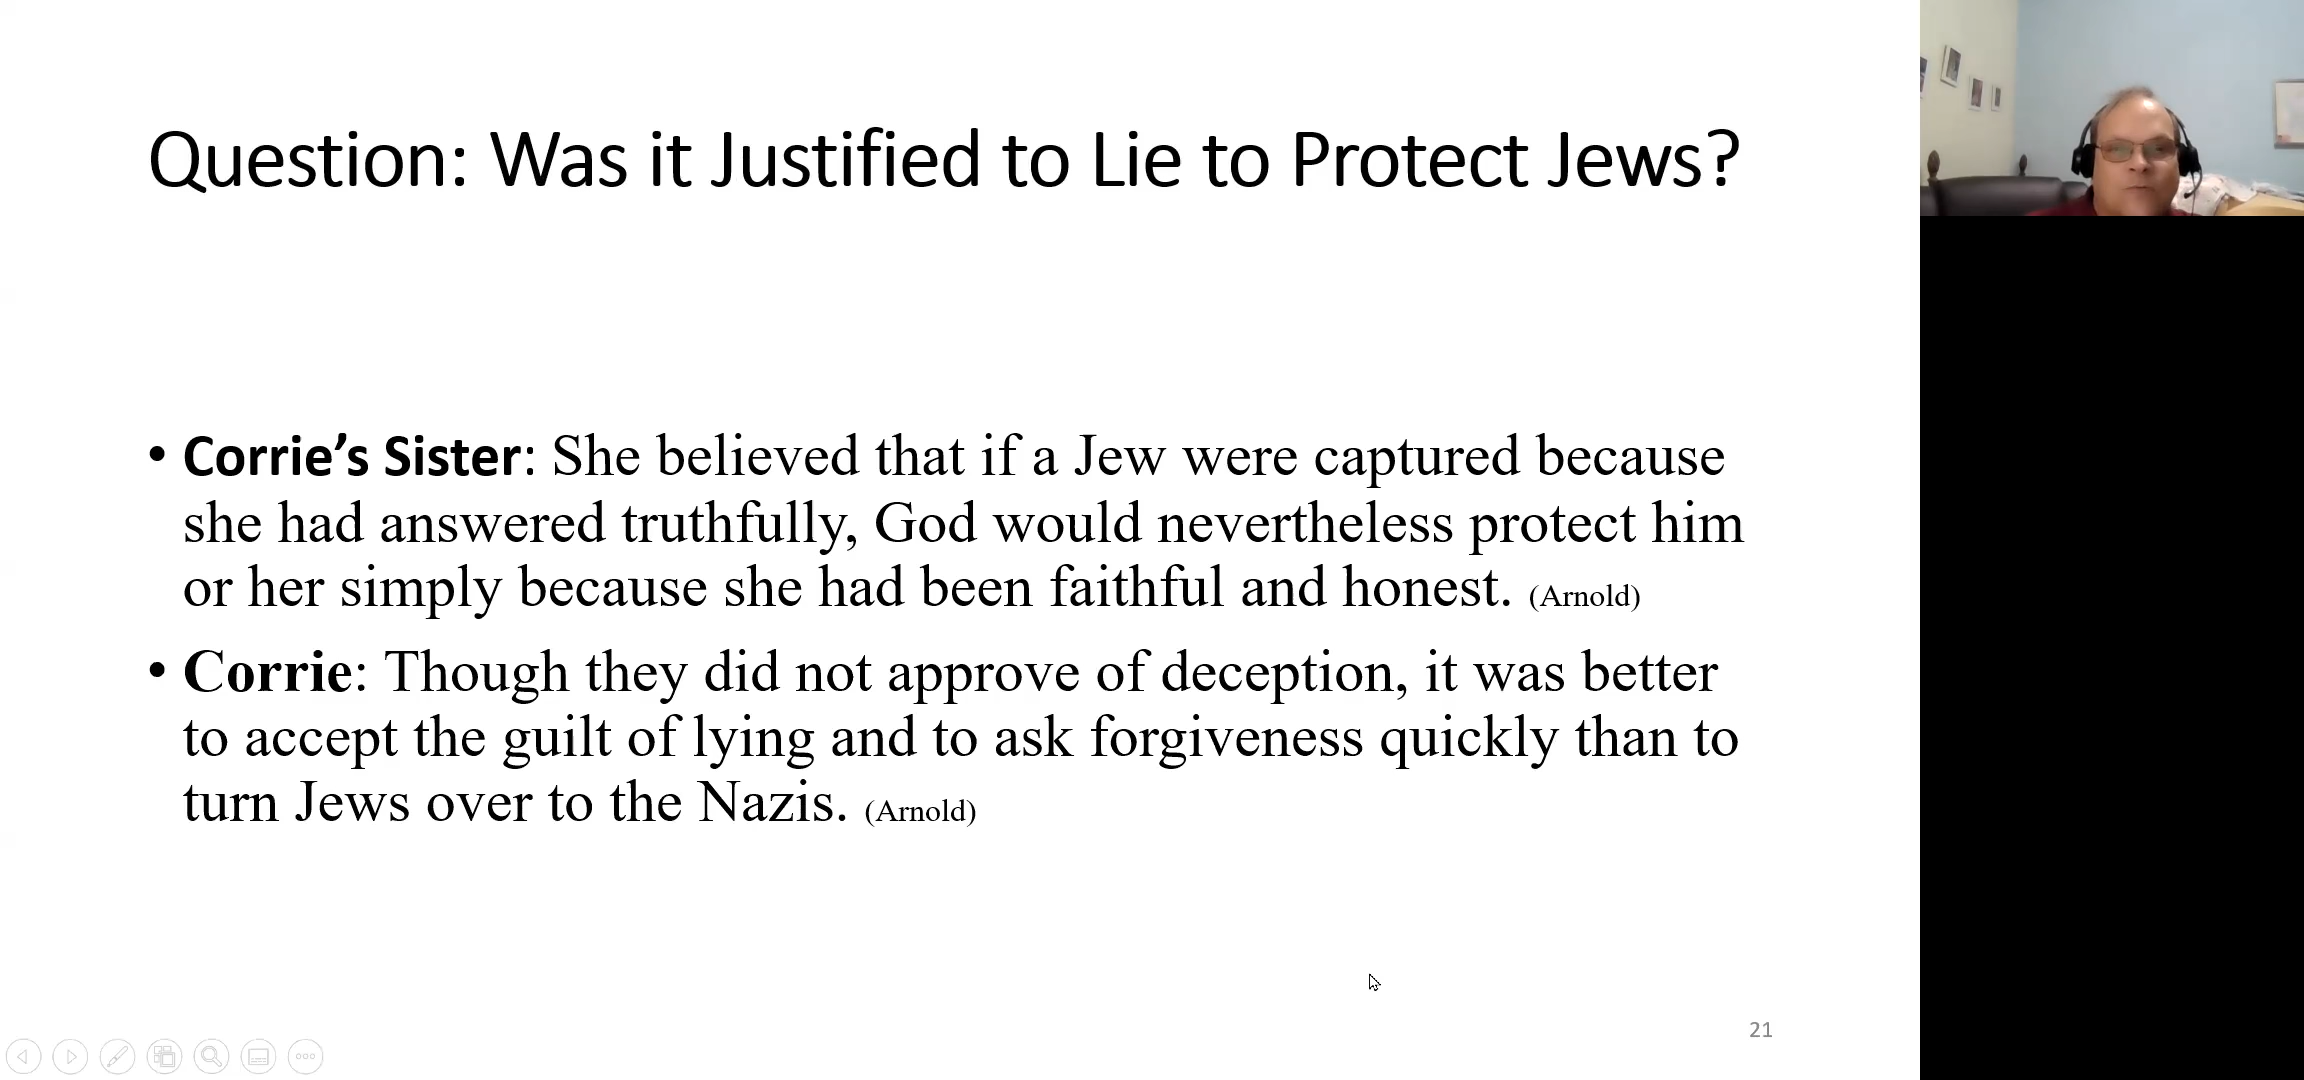 Question: Was it Justified to Lie to Protect Jews?
• Corrie’s Sister: She believed that if a Jew were captured because
she had answered truthfully, God would nevertheless protect him
or her simply because she had been faithful and honest. (Arnold)
• Corrie: Though they did not approve of deception, it was better
to accept the guilt of lying and to ask forgiveness quickly than to
turn Jews over to the Nazis. (Arnold)
21